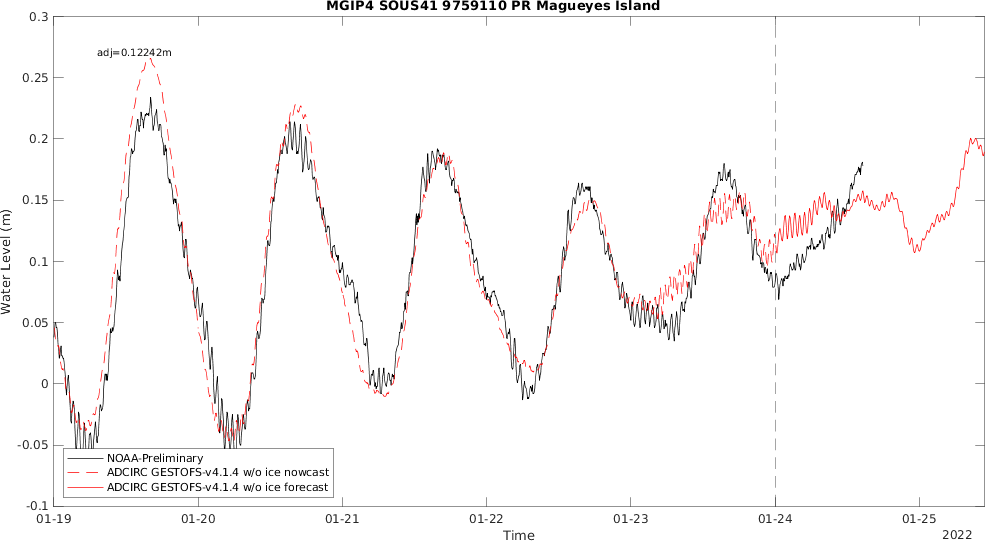 MGIP4 SOUS41 9759110 PR Magueyes Island
0.3
0.25
0.2
0.15
0.1
0.05
0
-0.05
-0.1
Water Level (m)
adj=0.12242m
NOAA-Preliminary
ADCIRC GESTOFS-v4.1.4 w/o ice nowcast
ADCIRC GESTOFS-v4.1.4 w/o ice forecast
01-19 01-20 01-21 01-22 01-23 01-24 01-25
Time
2022